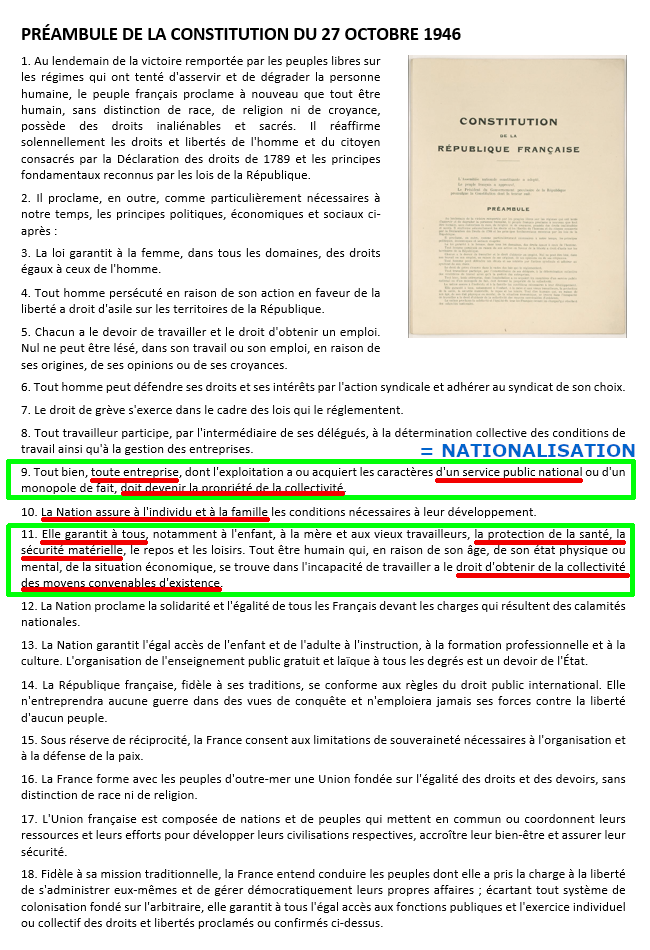 PRÉAMBULE DE LA CONSTITUTION DU 27 OCTOBRE 1946
1. Au lendemain de la victoire remportée par les peuples libres sur
les régimes qui ont tenté d'asservir et de dégrader la personne
humaine, le peuple français proclame à nouveau que tout être
humain, sans distinction de race, de religion ni de croyance,
possède des droits inaliénables et sacrés. Il réaffirme
solennellement les droits et libertés de l'homme et du citoyen
consacrés par la Déclaration des droits de 1789 et les principes
fondamentaux reconnus par les lois de la République.
2. Il proclame, en outre, comme particulièrement nécessaires à
notre temps, les principes politiques, économiques et sociaux ci-
après :
3. La loi garantit à la femme, dans tous les domaines, des droits
égaux à ceux de l'homme.
4. Tout homme persécuté en raison de son action en faveur de la
liberté a droit d'asile sur les territoires de la République.
5. Chacun a le devoir de travailler et le droit d'obtenir un emploi.
Nul ne peut être lésé, dans son travail ou son emploi, en raison de
ses origines, de ses opinions ou de ses croyances.
CONSTITUTION
DE LA
RÉPUBLIQUE FRANÇAISE
PRÉAMBULE
6. Tout homme peut défendre ses droits et ses intérêts par l'action syndicale et adhérer au syndicat de son choix.
7. Le droit de grève s'exerce dans le cadre des lois qui le réglementent.
8. Tout travailleur participe, par l'intermédiaire de ses délégués, à la détermination collective des conditions de
travail ainsi qu'à la gestion des entreprises.
= NATIONALISATION
9. Tout bien, toute entreprise, dont l'exploitation a ou acquiert les caractères d'un service public national ou d'un
monopole de fait, doit devenir la propriété de la collectivité.
10. La Nation assure à l'individu et à la famille les conditions nécessaires à leur développement.
11. Elle garantit à tous, notamment à l'enfant, à la mère et aux vieux travailleurs, la protection de la santé, la
sécurité matérielle, le repos et les loisirs. Tout être humain qui, en raison de son âge, de son état physique ou
mental, de la situation économique, se trouve dans l'incapacité de travailler a le droit d'obtenir de la collectivité
des moyens convenables d'existence.
12. La Nation proclame la solidarité et l'égalité de tous les Français devant les charges qui résultent des calamités
nationales.
13. La Nation garantit l'égal accès de l'enfant et de l'adulte à l'instruction, à la formation professionnelle et à la
culture. L'organisation de l'enseignement public gratuit et laïque à tous les degrés est un devoir de l'État.
14. La République française, fidèle à ses traditions, se conforme aux règles du droit public international. Elle
n'entreprendra aucune guerre dans des vues de conquête et n'emploiera jamais ses forces contre la liberté
d'aucun peuple.
15. Sous réserve de réciprocité, la France consent aux limitations de souveraineté nécessaires à l'organisation et
à la défense de la paix.
16. La France forme avec les peuples d'outre-mer une Union fondée sur l'égalité des droits et des devoirs, sans
distinction de race ni de religion.
17. L'Union française est composée de nations et de peuples qui mettent en commun ou coordonnent leurs
ressources et leurs efforts pour développer leurs civilisations respectives, accroître leur bien-être et assurer leur
sécurité.
18. Fidèle à sa mission traditionnelle, la France entend conduire les peuples dont elle a pris la charge à la liberté
de s'administrer eux-mêmes et de gérer démocratiquement leurs propres affaires ; écartant tout système de
colonisation fondé sur l'arbitraire, elle garantit à tous l'égal accès aux fonctions publiques et l'exercice individuel
ou collectif des droits et libertés proclamés ou confirmés ci-dessus.